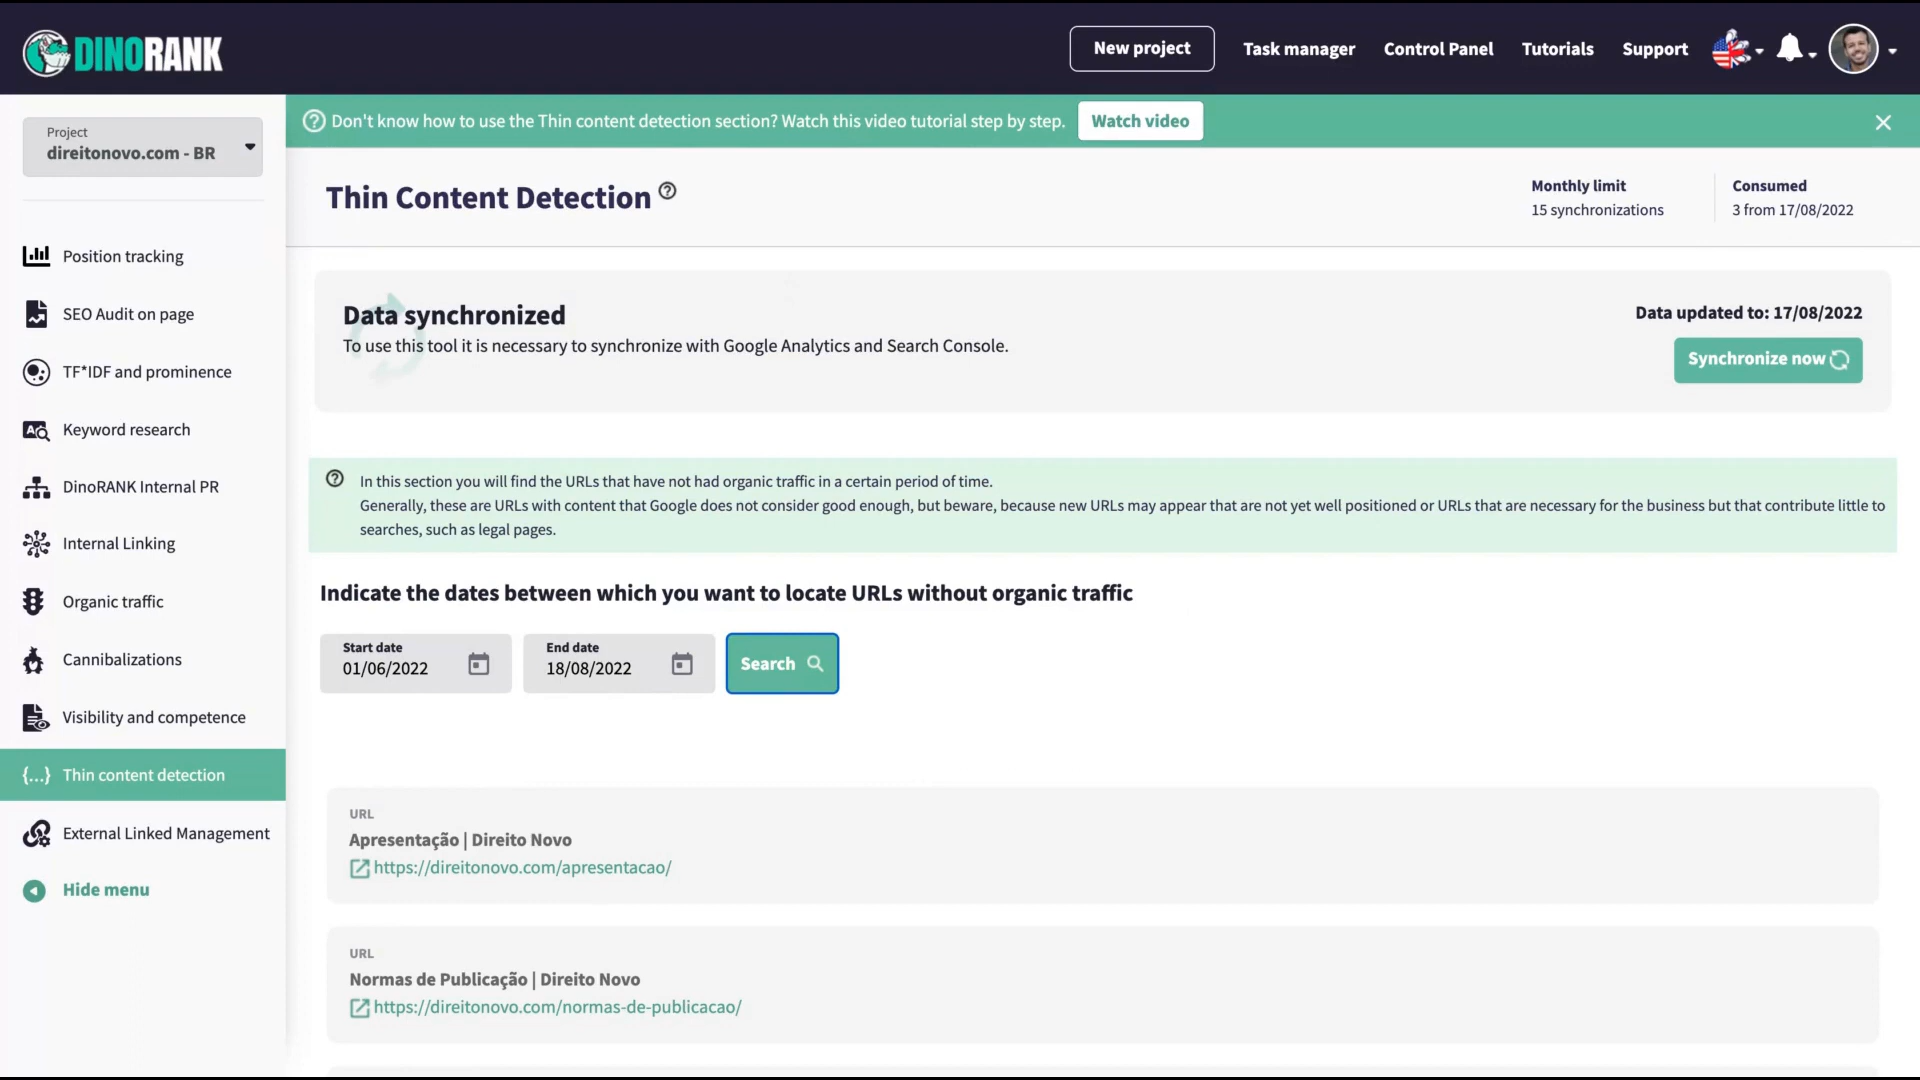 DINORANK
New project
Task manager
Control Panel
Tutorials
Support
Project
direitonovo.com - BR
Don't know how to use the Thin content detection section? Watch this video tutorial step by step.
Watch video
Thin Content Detection
Monthly limit
15 synchronizations
Consumed
3 from 17/08/2022
Position tracking
SEO Audit on page
TF*IDF and prominence
Keyword research
DinoRANK Internal PR
Internal Linking
Organic traffic
Cannibalizations
Visibility and competence
{...} Thin content detection
External Linked Management
Hide menu
Data synchronized
To use this tool it is necessary to synchronize with Google Analytics and Search Console.
Data updated to: 17/08/2022
Synchronize now
In this section you will find the URLs that have not had organic traffic in a certain period of time.
Generally, these are URLs with content that Google does not consider good enough, but beware, because new URLs may appear that are not yet well positioned or URLs that are necessary for the business but that contribute little to
searches, such as legal pages.
Indicate the dates between which you want to locate URLs without organic traffic
Start date
01/06/2022
End date
18/08/2022
Search
URL
Apresentação | Direito Novo
https://direitonovo.com/apresentacao/
URL
Normas de Publicação | Direito Novo
https://direitonovo.com/normas-de-publicacao/